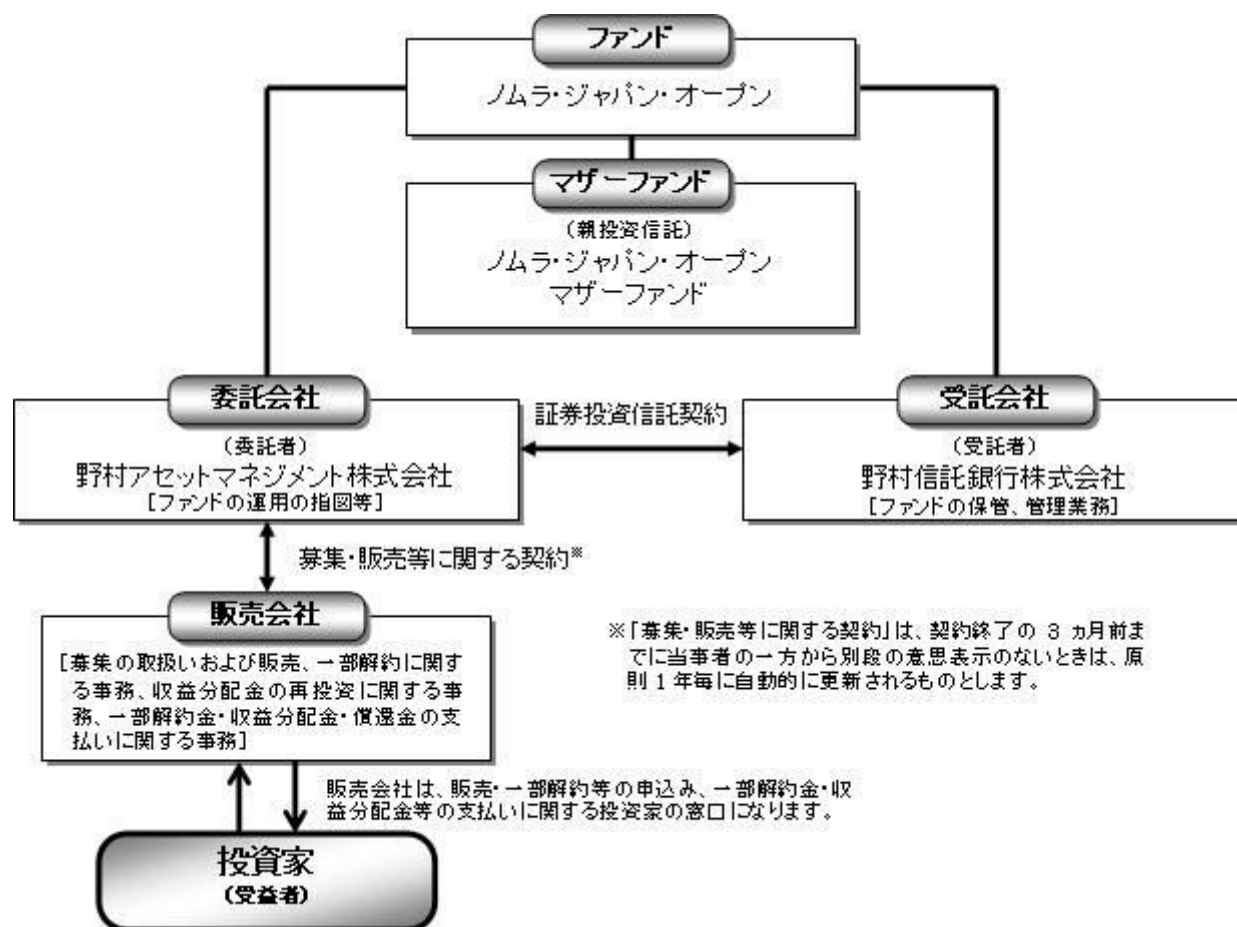 ファンド
ノムラ・ジャパン・オープン
マザーファンド
(親投資信託)
ノムラ・ジャパン・オープン
マザーファンド
委託会社
(委託者)
野村アセットマネジメント株式会社
[ファンドの運用の指図等]
証券投資信託契約
受託会社
(受託者)
野村信託銀行株式会社
[ファンドの保管、管理業務]
募集・販売等に関する契約※
販売会社
[募集の取扱いおよび販売、一部解約に関す
る事務、収益分配金の再投資に関する事
務、一部解約金・収益分配金・償還金の支
払いに関する事務]
※「募集・販売等に関する契約」は、契約終了の 3 ヵ月前ま
でに当事者の一方から別段の意思表示のないときは、原
則 1 年毎に自動的に更新されるものとします。
販売会社は、販売・一部解約等の申込み、一部解約金・収
益分配金等の支払いに関する投資家の窓口になります。
投資家
(受益者)